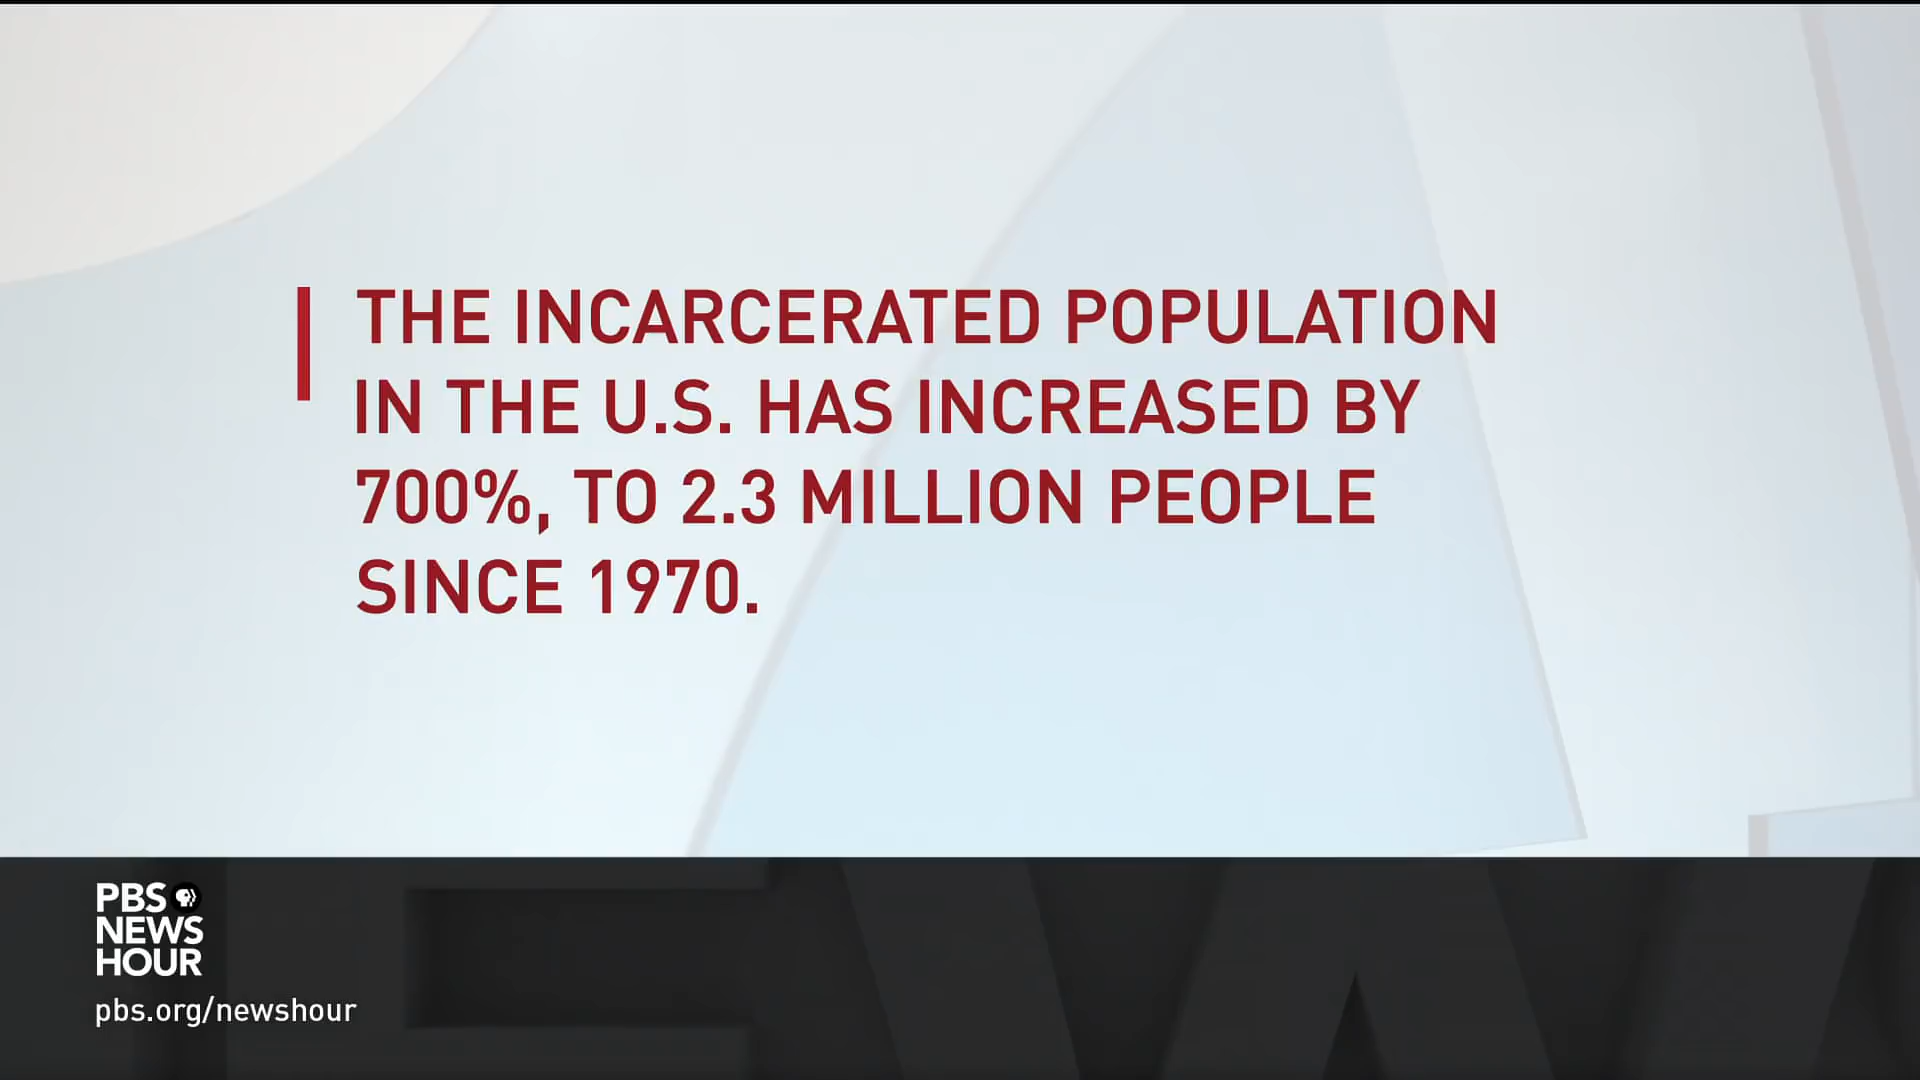 THE INCARCERATED POPULATION
IN THE U.S. HAS INCREASED BY
700%, TO 2.3 MILLION PEOPLE
SINCE 1970.
PBS
NEWS
HOUR
pbs.org/newshour